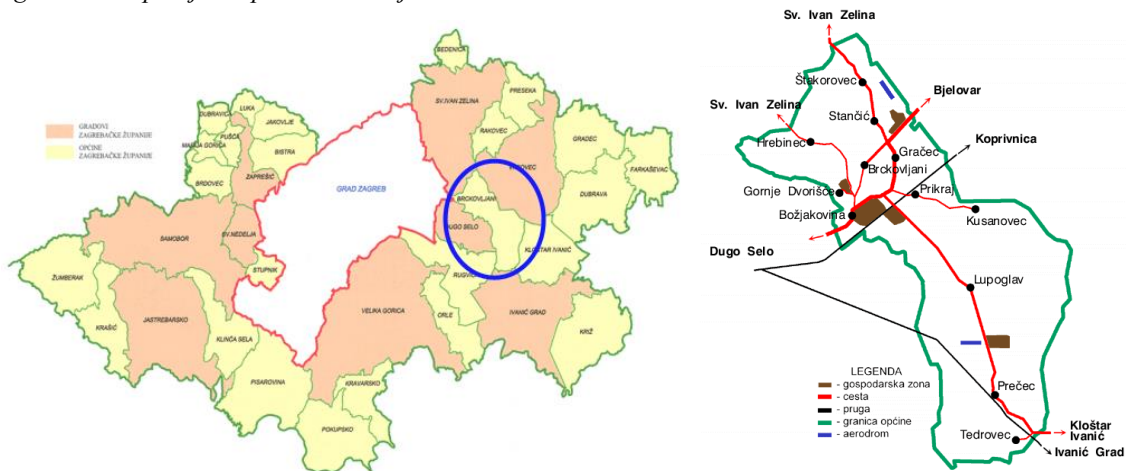 GRADOVI
ZAGREBAČKE ŽUPANIJE
OPĆINE
ZAGREBAČKE ŽUPANIJE
BEDENICA
SV.IVAN ZELINA
PRESEKA
RAKOVEC
GRADEC
FARKAŠEVAC
DUBRAVA
BRCKOVLJANI
KLOŠTAR IVANIĆ
IVANIĆ GRAD
KRIŽ
ORLE
VELIKA GORICA
KRAVARSKO
POKUPSKO
PISAROVINA
KLINČA SELA
JASTREBARSKO
KRAŠIĆ
ŽUMBERAK
SAMOBOR
SV.NEDELJA
STUPNIK
ZAPREŠIĆ
BRDOVEC
MARIJA GORICA
PUŠĆA
DUBRAVICA
LUKA
JAKOVLJE
BISTRA
GRAD ZAGREB
Sv. Ivan Zelina
Štakorovec
Bjelovar
Sv. Ivan Zelina
Stančić
Koprivnica
Hrebinec
Gračec
Brckovljani
Gornje Dvorišće
Prikraj
Božjakovina
Kusanovec
Dugo Selo
Lupoglav
Prečec
Tedrovec
Kloštar
Ivanić
Ivanić Grad
LEGENDA
- gospodarska zona
- cesta
- pruga
- granica općine
- aerodrom